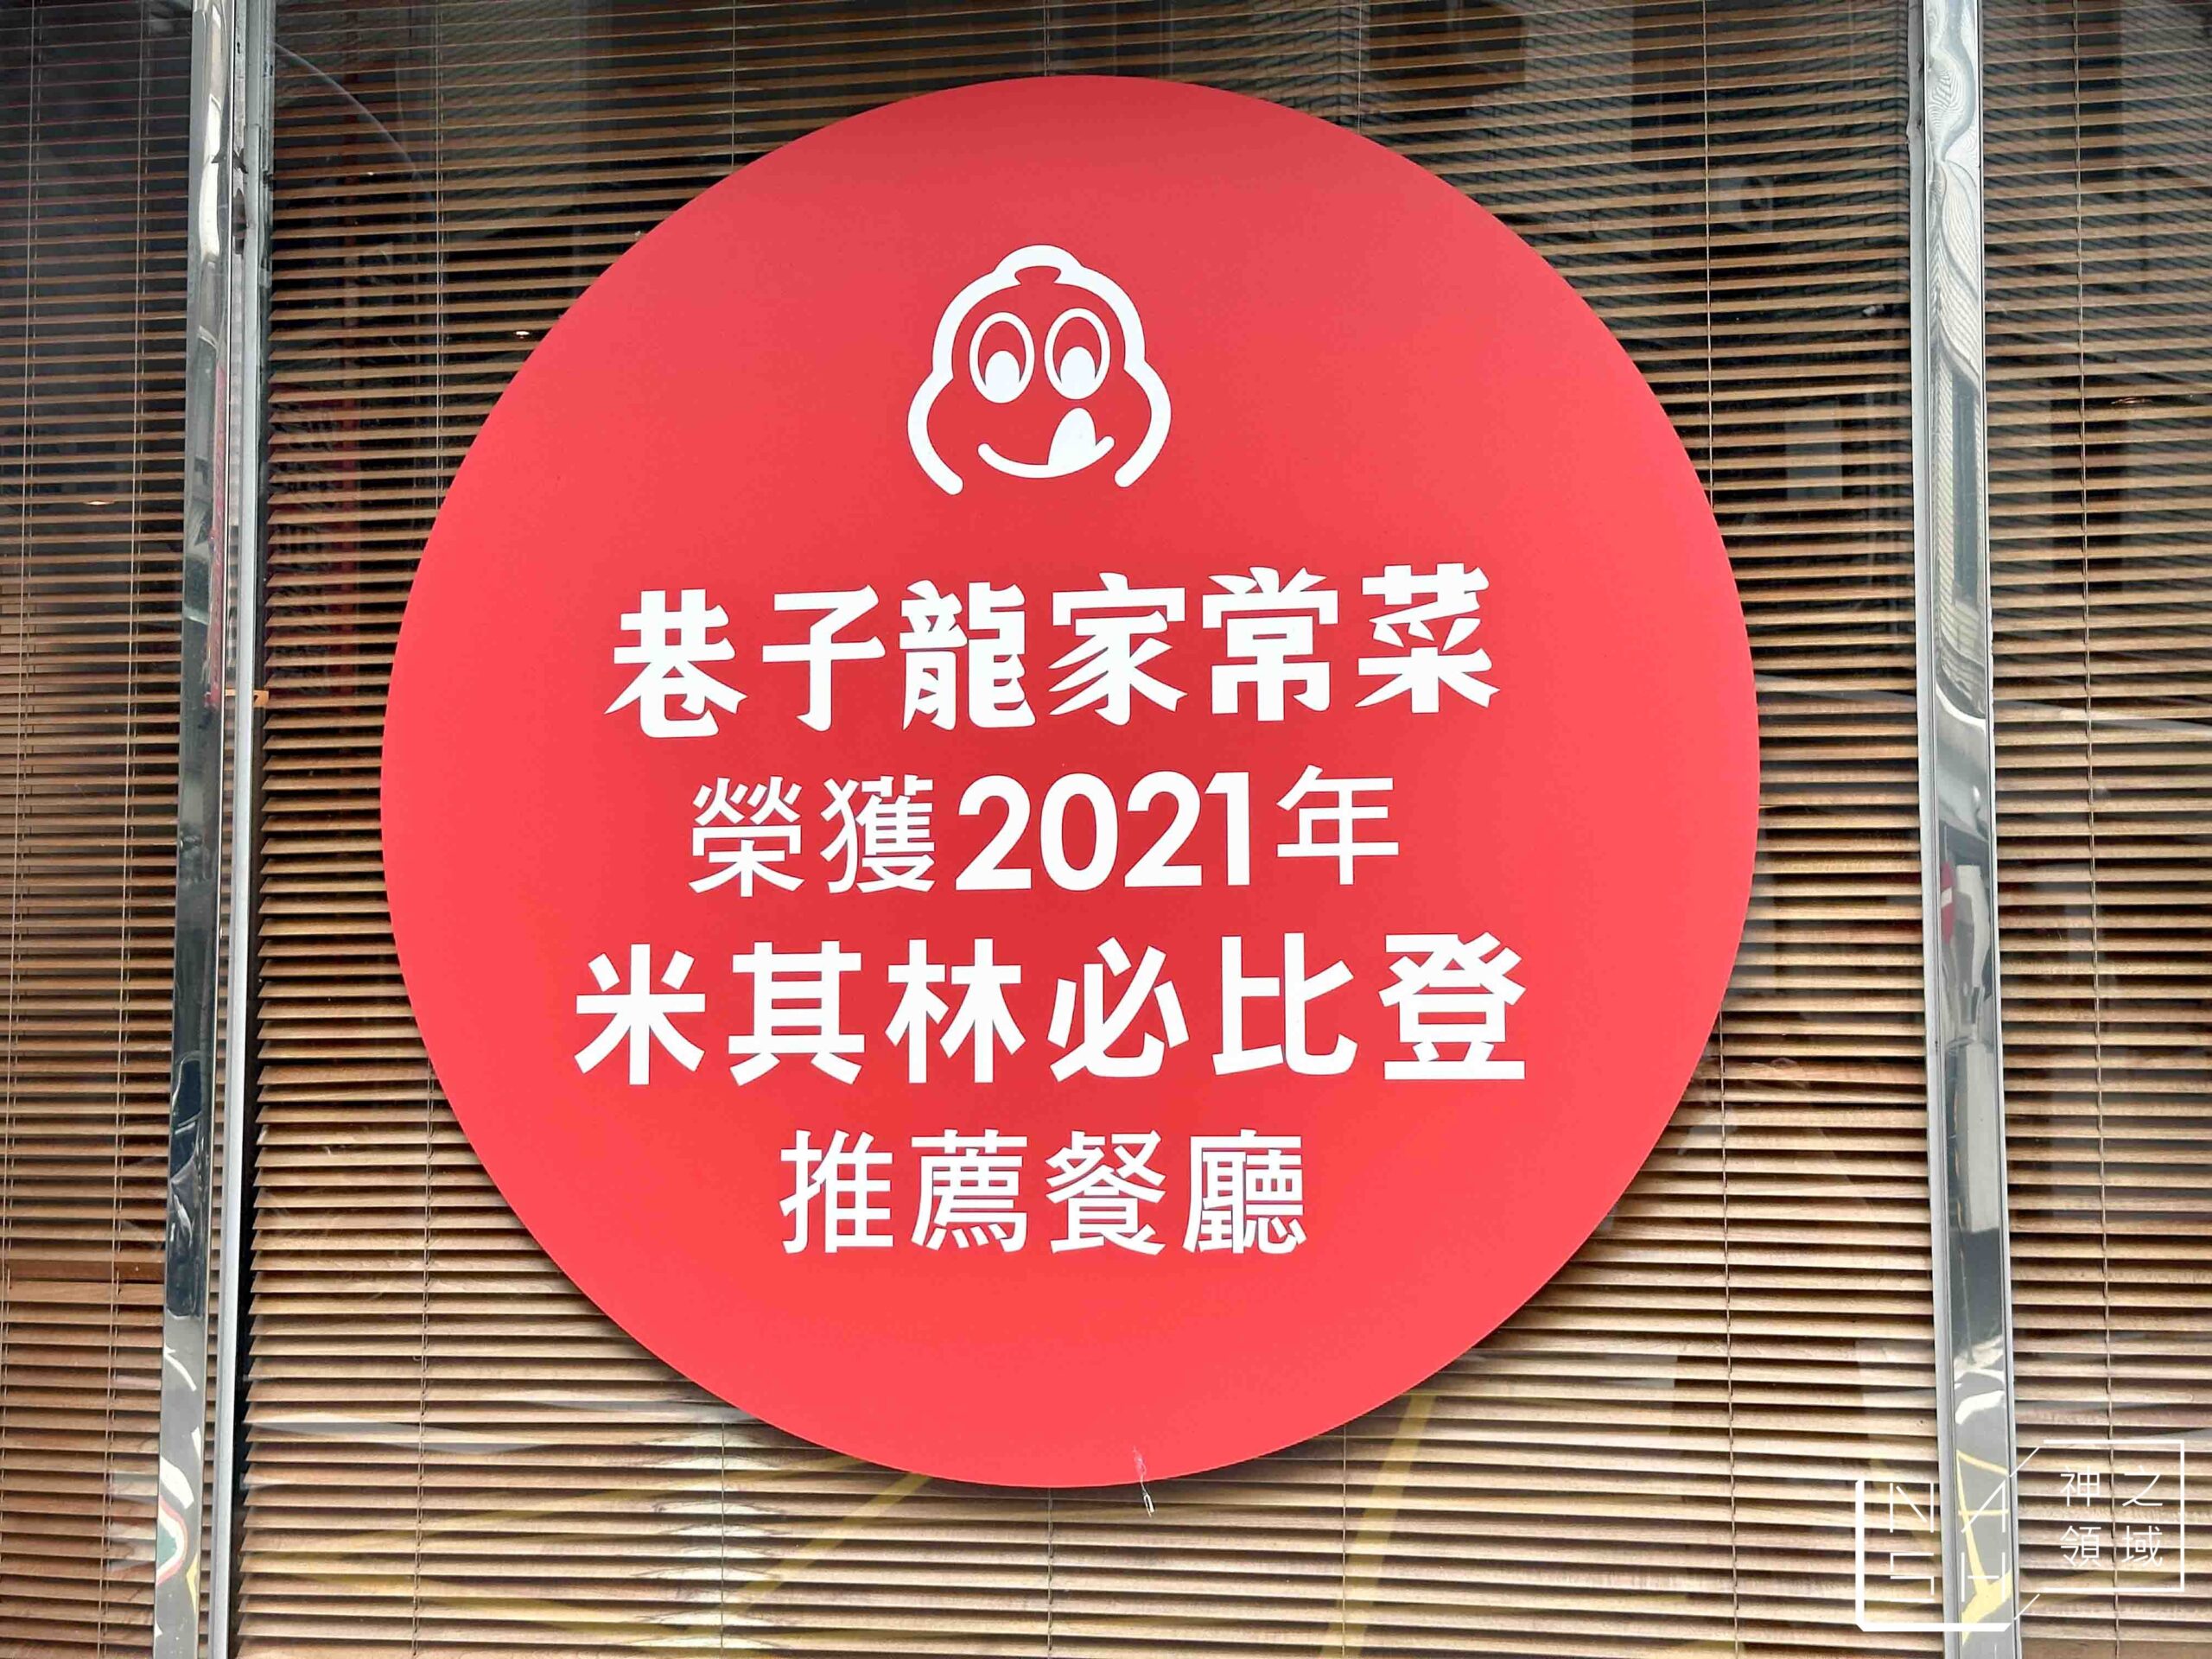 巷子龍家常菜
榮獲2021年
米其林必比登
推薦餐廳
NASH
神之領域